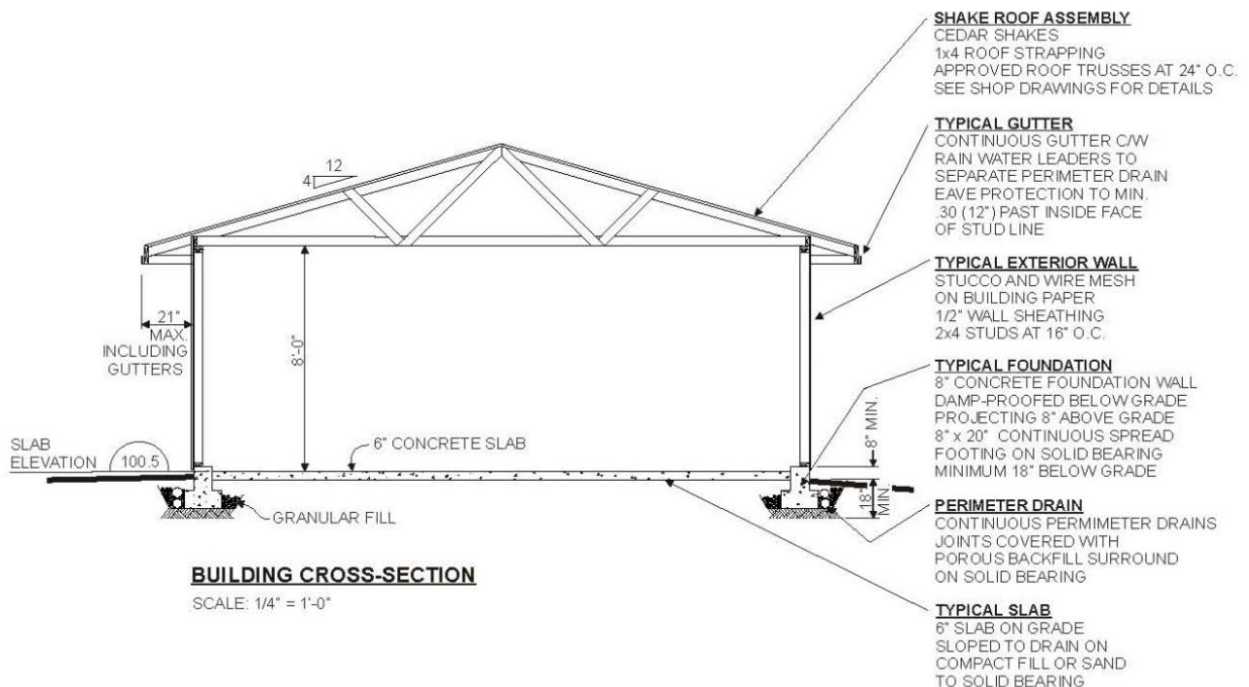 SHAKE ROOF ASSEMBLY
CEDAR SHAKES
1x4 ROOF STRAPPING
APPROVED ROOF TRUSSES AT 24" O.C.
SEE SHOP DRAWINGS FOR DETAILS
TYPICAL GUTTER
CONTINUOUS GUTTER C/W
RAIN WATER LEADERS TO
SEPARATE PERIMETER DRAIN
EAVE PROTECTION TO MIN.
.30 (12") PAST INSIDE FACE
OF STUD LINE
TYPICAL EXTERIOR WALL
STUCCO AND WIRE MESH
ON BUILDING PAPER
1/2" WALL SHEATHING
2x4 STUDS AT 16" O.C.
TYPICAL FOUNDATION
8" CONCRETE FOUNDATION WALL
DAMP-PROOFED BELOW GRADE
PROJECTING 8" ABOVE GRADE
8" x 20" CONTINUOUS SPREAD
FOOTING ON SOLID BEARING
MINIMUM 18" BELOW GRADE
PERIMETER DRAIN
CONTINUOUS PERMIMETER DRAINS
JOINTS COVERED WITH
POROUS BACKFILL SURROUND
ON SOLID BEARING
TYPICAL SLAB
6" SLAB ON GRADE
SLOPED TO DRAIN ON
COMPACT FILL OR SAND
TO SOLID BEARING
12
4
21"
MAX.
INCLUDING
GUTTERS
8'-0"
SLAB
ELEVATION
100.5
6" CONCRETE SLAB
GRANULAR FILL
8" MIN.
18"
MIN.
BUILDING CROSS-SECTION
SCALE: 1/4" = 1'-0"